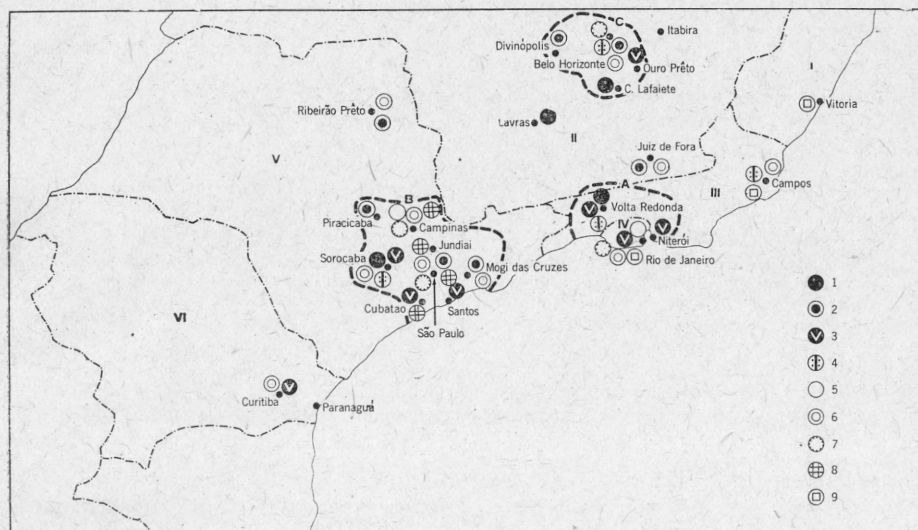 C
Itabira
Divinópolis
Belo Horizonte
Ouro Prêto
C. Lafaiete
I
Vitoria
Ribeirão Prêto
Lavras
II
Juiz de Fora
V
A
III
Campos
B
Volta Redonda
Piracicaba
Campinas
IV
Niterói
Jundiai
Rio de Janeiro
Sorocaba
Mogi das Cruzes
Cubatao
Santos
São Paulo
VI
Curitiba
Paranaguá
1
2
V 3
4
5
6
7
8
9